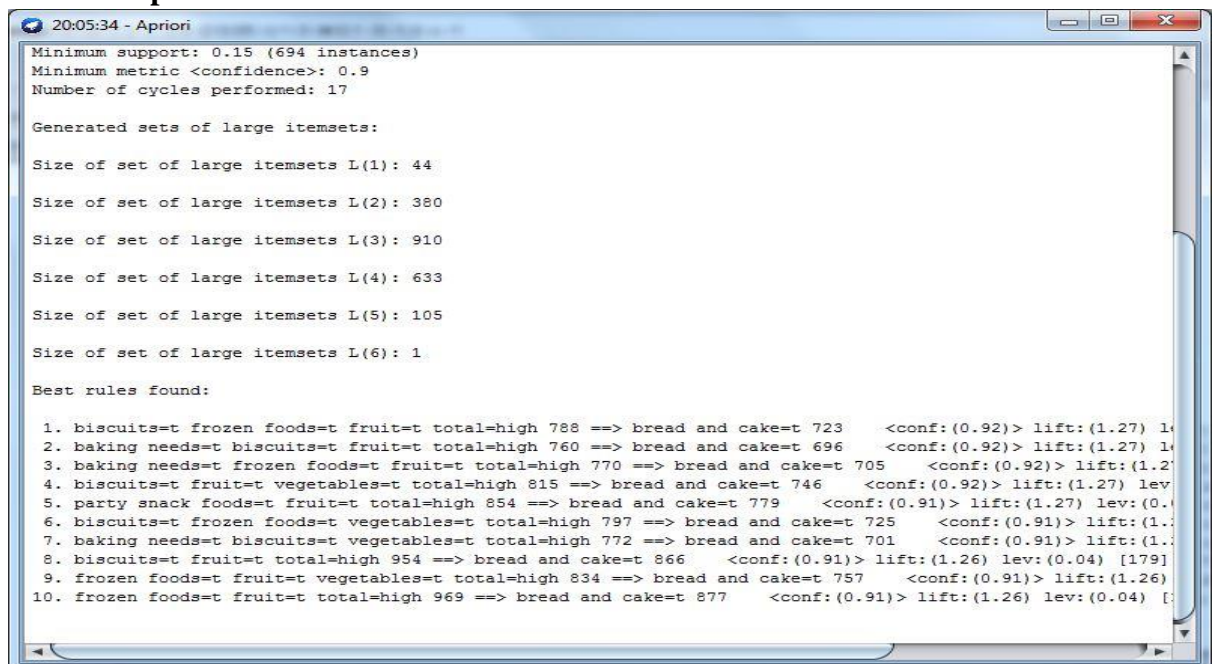 20:05:34 - Apriori
Minimum support: 0.15 (694 instances)
Minimum metric <confidence>: 0.9
Number of cycles performed: 17
Generated sets of large itemsets:
Size of set of large itemsets L(1): 44
Size of set of large itemsets L(2): 380
Size of set of large itemsets L(3): 910
Size of set of large itemsets L(4): 633
Size of set of large itemsets L(5): 105
Size of set of large itemsets L(6): 1
Best rules found:
1. biscuits=t frozen foods=t fruit=t total=high 788 ==> bread and cake=t 723 <conf:(0.92)> lift:(1.27)
2. baking needs=t biscuits=t fruit=t total=high 760 ==> bread and cake=t 696 <conf:(0.92)> lift:(1.27)
3. baking needs=t frozen foods=t fruit=t total=high 770 ==> bread and cake=t 705 <conf:(0.92)> lift:(1.2
4. biscuits=t fruit=t vegetables=t total=high 815 ==> bread and cake=t 746 <conf:(0.92)> lift:(1.27) lev
5. party snack foods=t fruit=t total=high 854 ==> bread and cake=t 779 <conf:(0.91)> lift:(1.27) lev:(0.
6. biscuits=t frozen foods=t vegetables=t total=high 797 ==> bread and cake=t 725 <conf:(0.91)> lift:(1.
7. baking needs=t biscuits=t vegetables=t total=high 772 ==> bread and cake=t 701 <conf:(0.91)> lift:(1.
8. biscuits=t fruit=t total=high 954 ==> bread and cake=t 866 <conf:(0.91)> lift:(1.26) lev:(0.04) [179]
9. frozen foods=t fruit=t vegetables=t total=high 834 ==> bread and cake=t 757 <conf:(0.91)> lift:(1.26)
10. frozen foods=t fruit=t total=high 969 ==> bread and cake=t 877 <conf:(0.91)> lift:(1.26) lev:(0.04) [